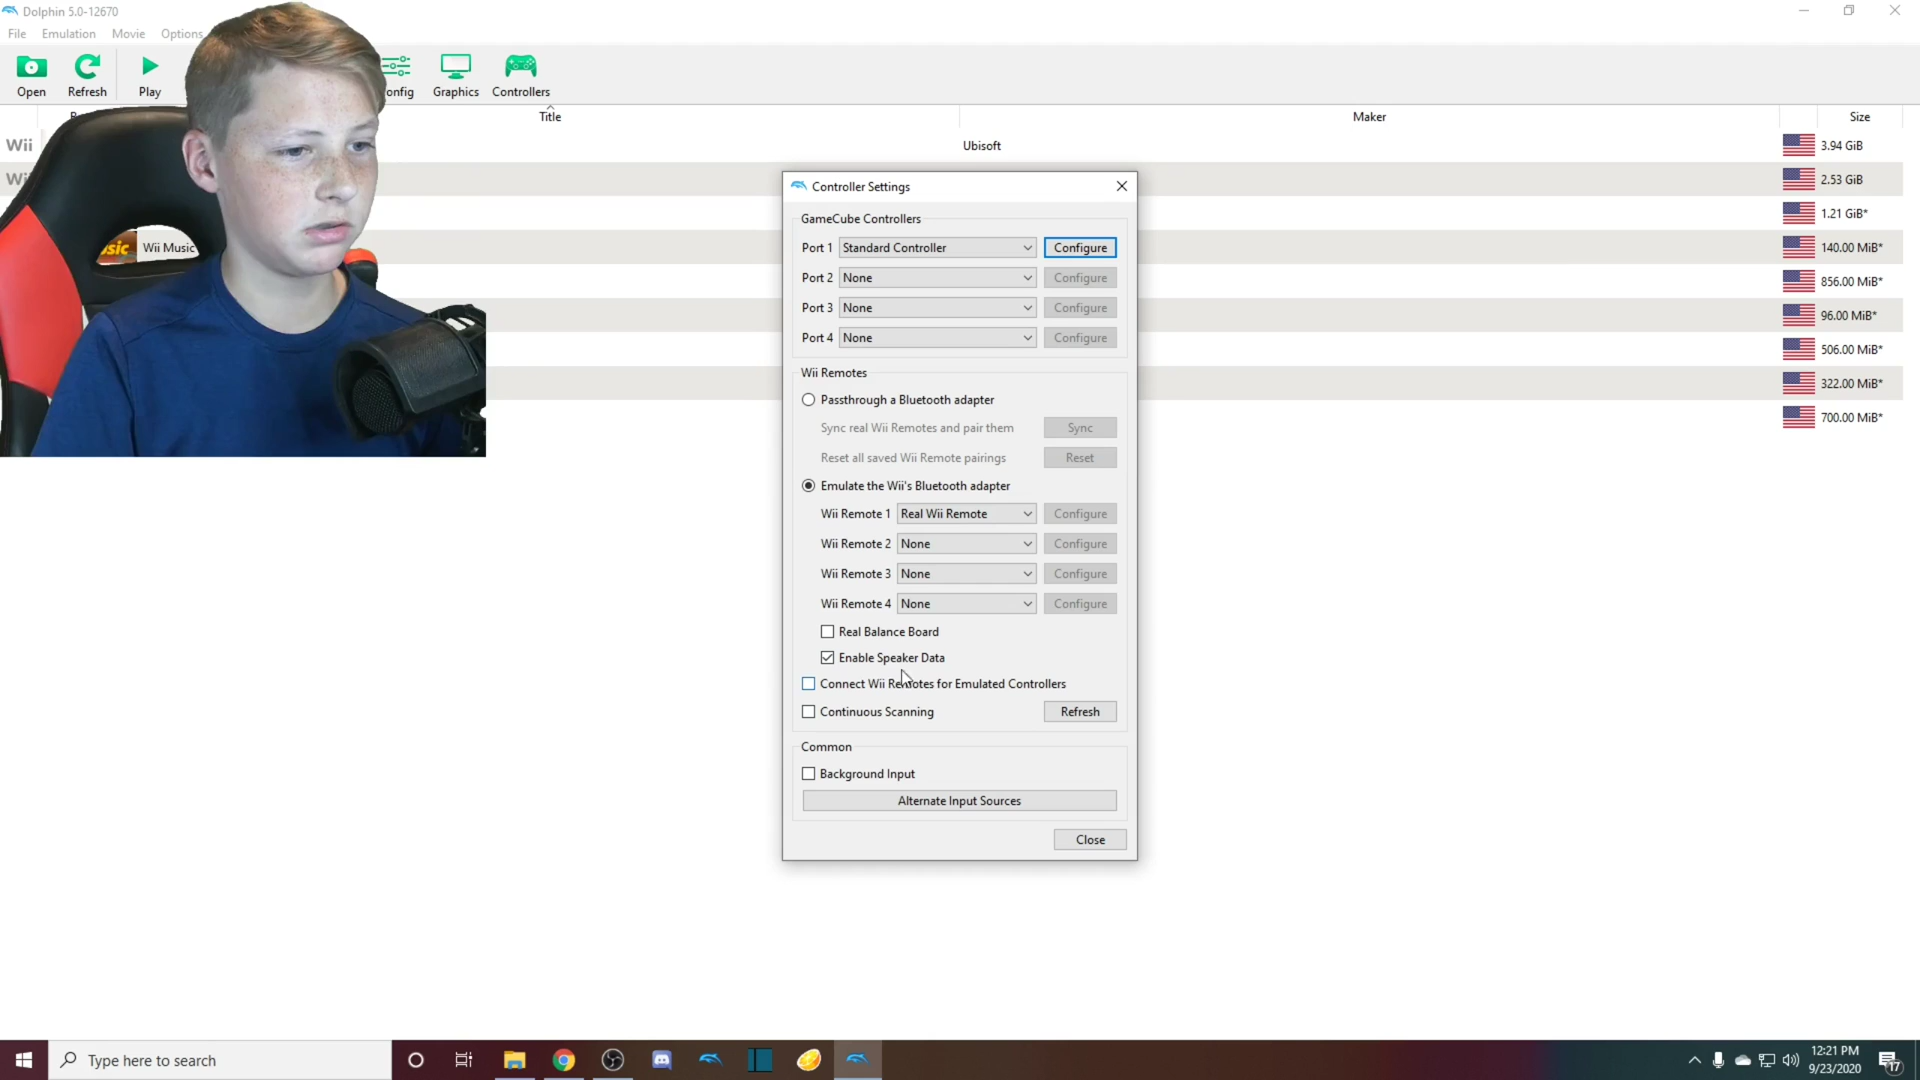 Dolphin 5.0-12670
File Emulation Movie Options
Open Refresh Play Graphics Controllers
Title Maker Size
Wii Ubisoft 3.94 GiB
2.53 GiB
1.21 GiB*
Wii Music 140.00 MiB*
856.00 MiB*
96.00 MiB*
506.00 MiB*
322.00 MiB*
700.00 MiB*
Controller Settings
GameCube Controllers
Port 1 Standard Controller Configure
Port 2 None Configure
Port 3 None Configure
Port 4 None Configure
Wii Remotes
Passthrough a Bluetooth adapter
Sync real Wii Remotes and pair them Sync
Reset all saved Wii Remote pairings Reset
Emulate the Wii's Bluetooth adapter
Wii Remote 1 Real Wii Remote Configure
Wii Remote 2 None Configure
Wii Remote 3 None Configure
Wii Remote 4 None Configure
Real Balance Board
Enable Speaker Data
Connect Wii Remotes for Emulated Controllers
Continuous Scanning Refresh
Common
Background Input
Alternate Input Sources
Close
Type here to search
12:21 PM
9/23/2020
17